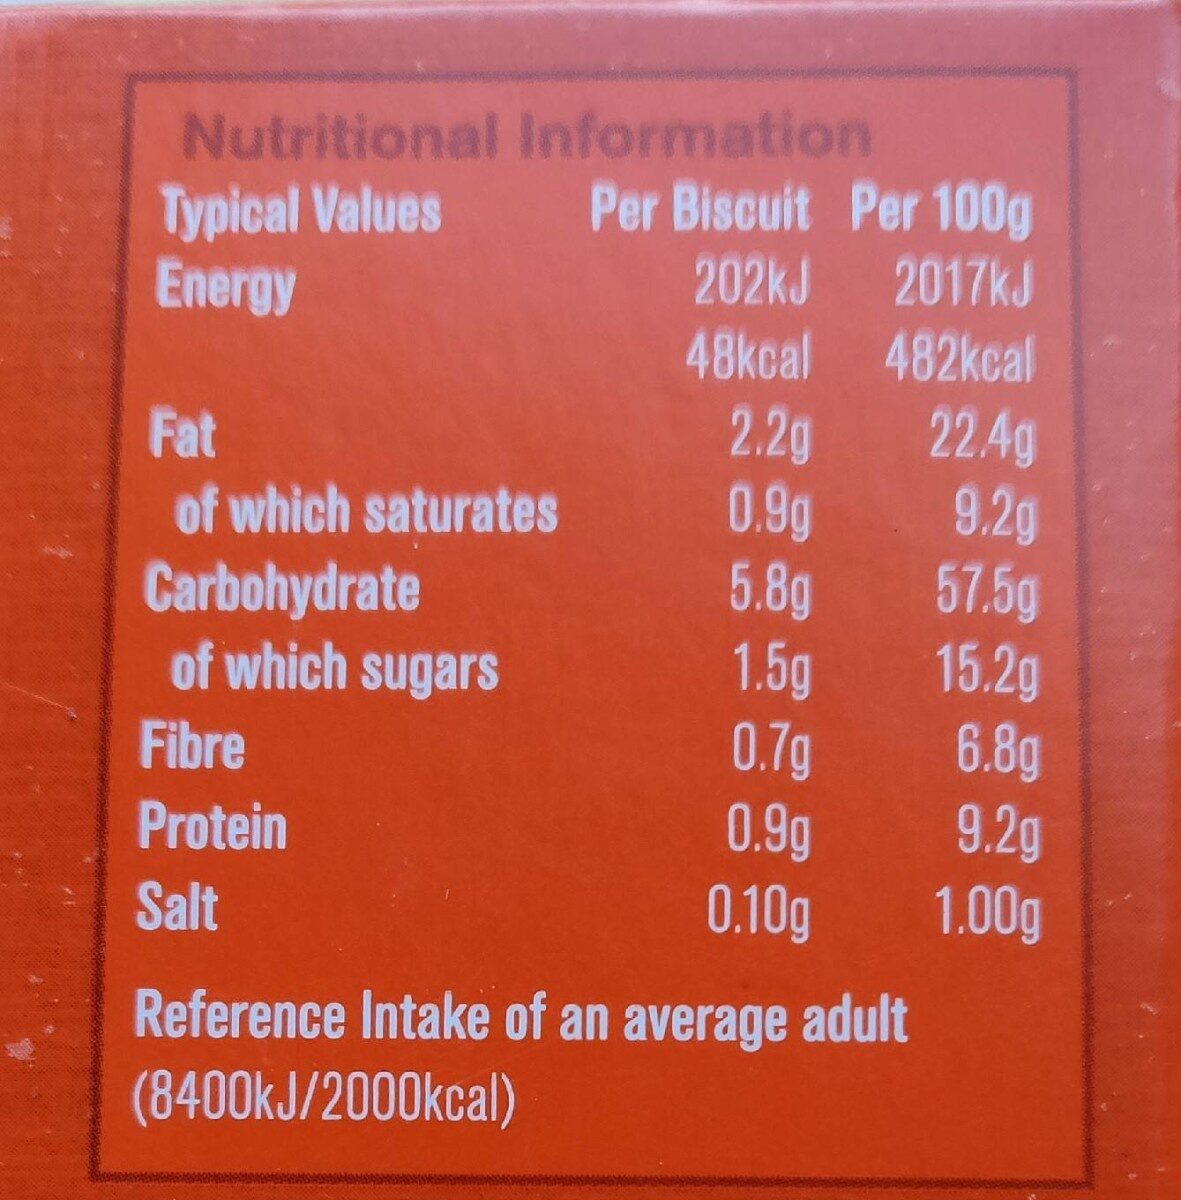 Nutritional Information
Typical Values Per Biscuit Per 100g
Energy 202kJ 2017kJ
48kcal 482kcal
Fat 2.2g 22.4g
of which saturates 0.9g 9.2g
Carbohydrate 5.8g 57.5g
of which sugars 1.5g 15.2g
Fibre 0.7g 6.8g
Protein 0.9g 9.2g
Salt 0.10g 1.00g
Reference Intake of an average adult
(8400kJ/2000kcal)